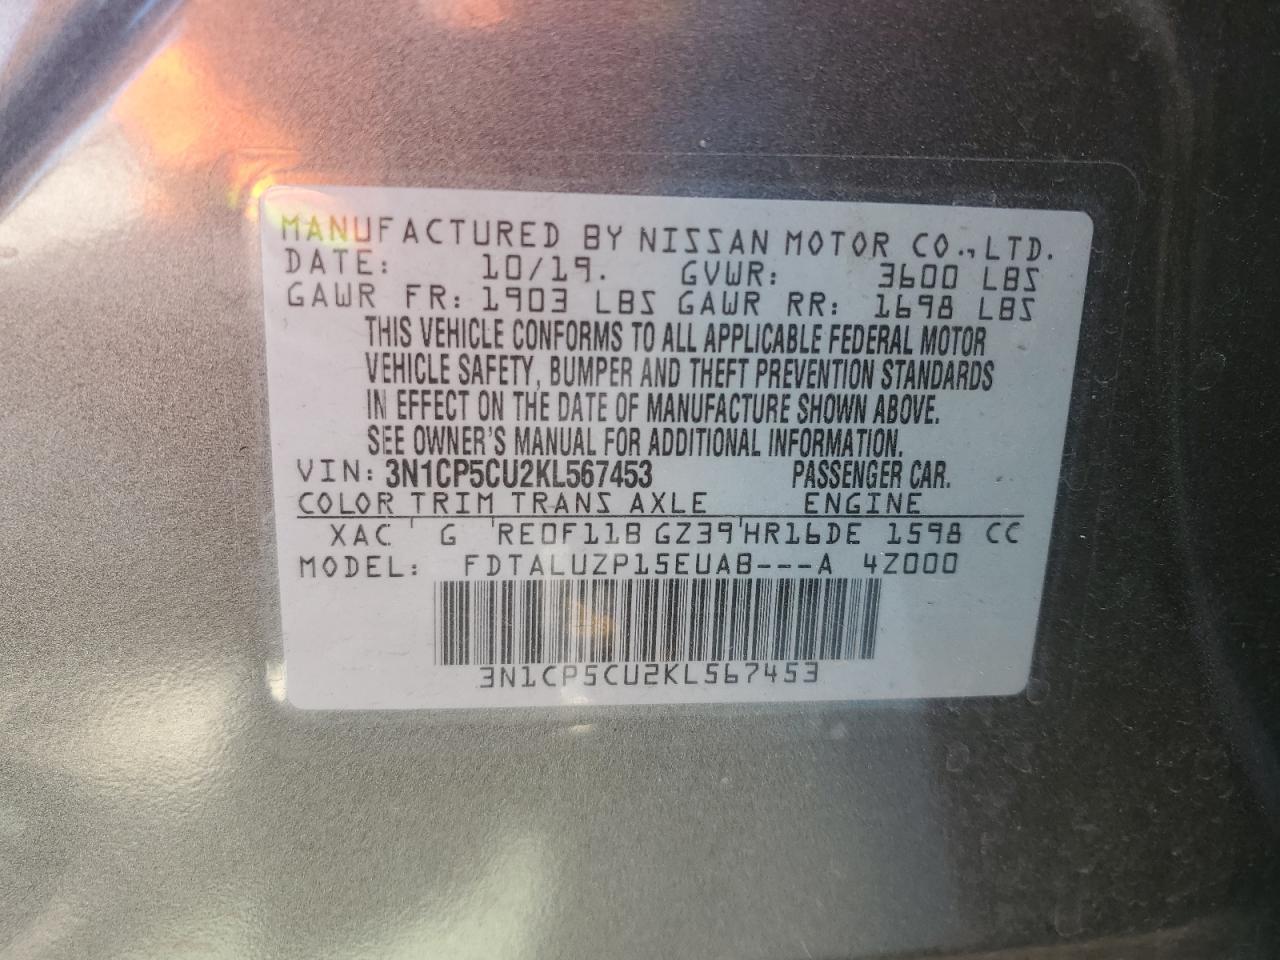 MANUFACTURED BY NISSAN MOTOR CO., LTD.
DATE: 10/19. GVWR: 3600 LBS
GAWR FR: 1903 LBS GAWR RR: 1698 LBS
THIS VEHICLE CONFORMS TO ALL APPLICABLE FEDERAL MOTOR
VEHICLE SAFETY, BUMPER AND THEFT PREVENTION STANDARDS
IN EFFECT ON THE DATE OF MANUFACTURE SHOWN ABOVE.
SEE OWNER'S MANUAL FOR ADDITIONAL INFORMATION.
VIN: 3N1CP5CU2KL567453 PASSENGER CAR.
COLOR TRIM TRANS AXLE ENGINE
XAC ' G 'RE0F11B GZ39'HR16DE 1598 CC
MODEL: FDTALUZP15EUAB---A 4Z000
3N1CP5CU2KL567453